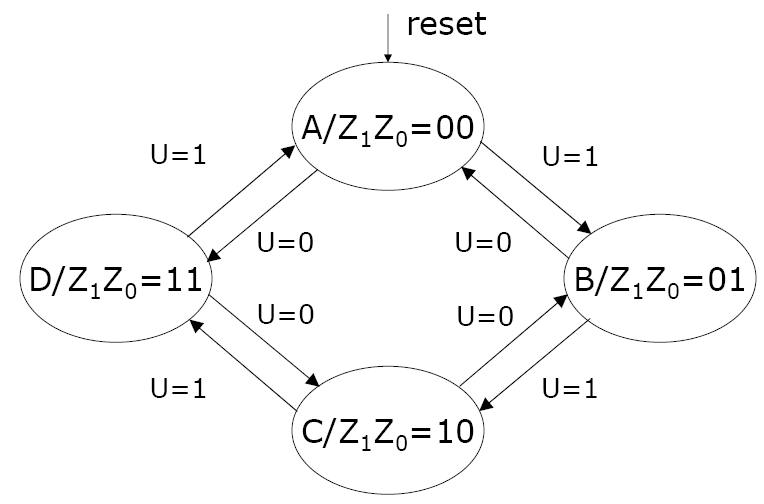 reset
A/Z₁Z₀=00
U=1
U=1
U=0
U=0
D/Z₁Z₀=11
B/Z₁Z₀=01
U=0
U=0
U=1
U=1
C/Z₁Z₀=10